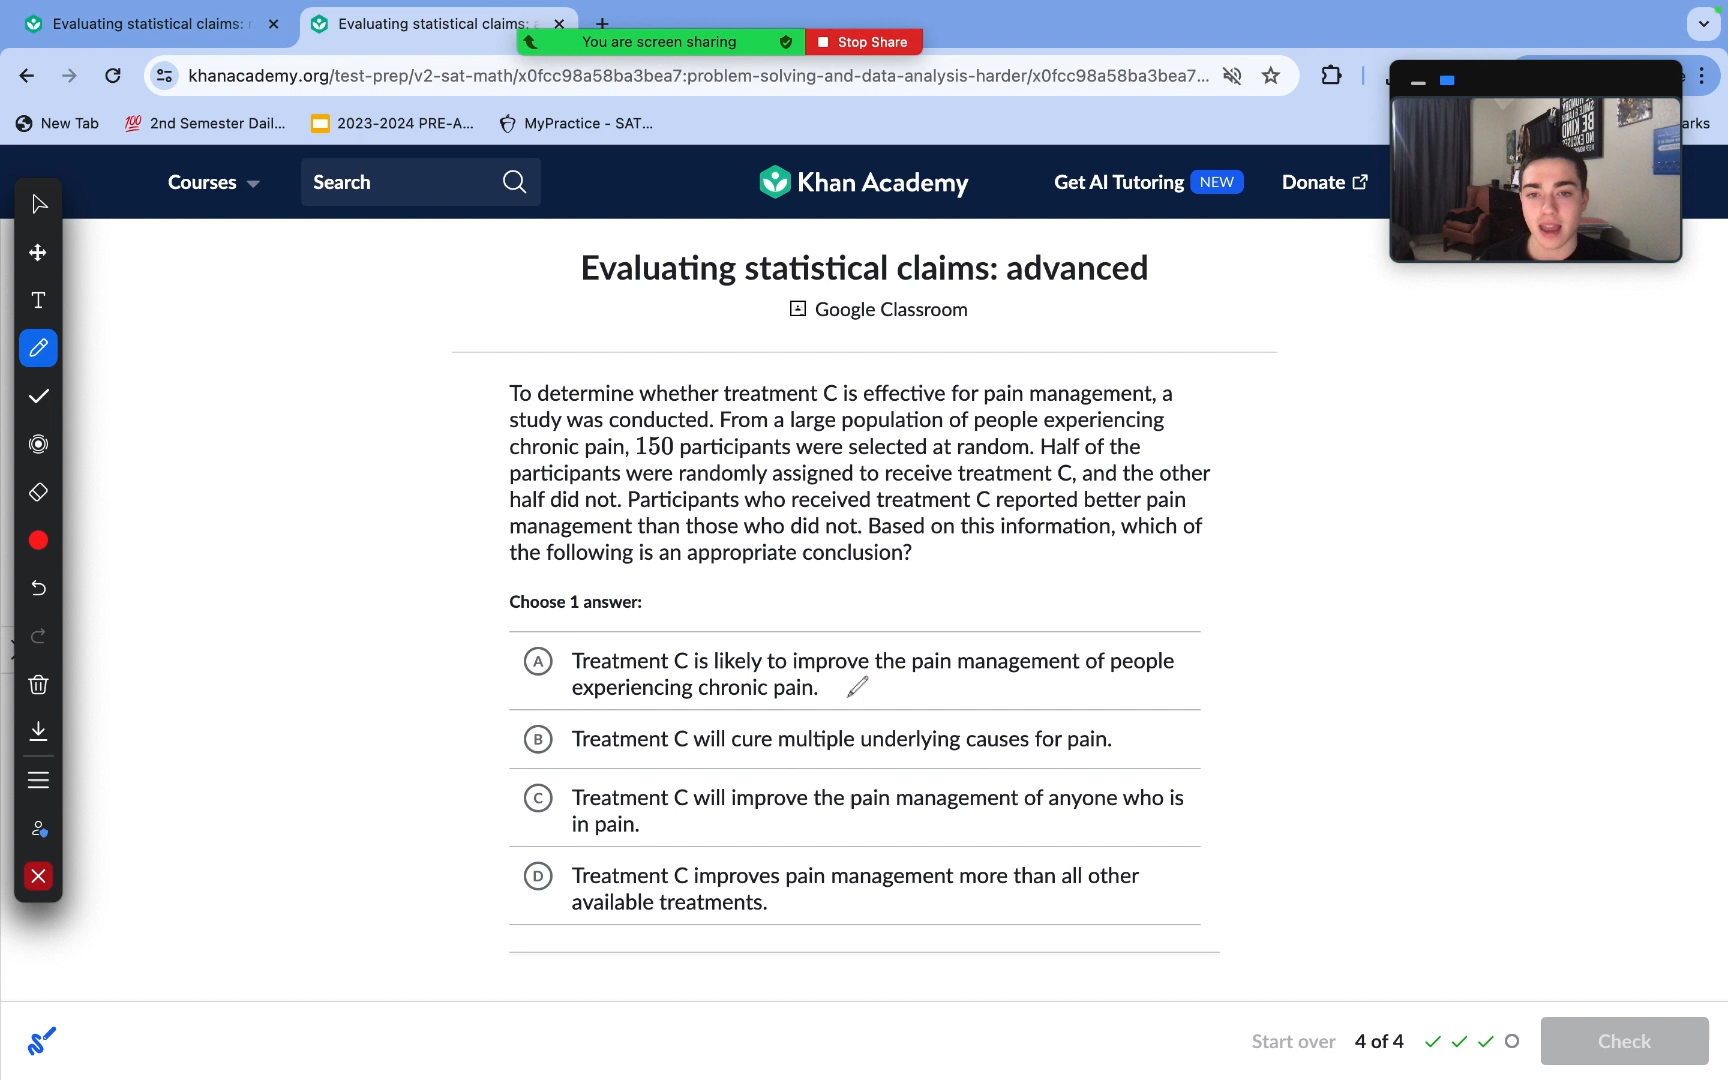 Evaluating statistical claims:
Evaluating statistical claims:
You are screen sharing
Stop Share
khanacademy.org/test-prep/v2-sat-math/x0fcc98a58ba3bea7:problem-solving-and-data-analysis-harder/x0fcc98a58ba3bea7...
New Tab
100
2nd Semester Dail...
2023-2024 PRE-A...
MyPractice - SAT...
arks
BE KIND
Courses
Search
Khan Academy
Get AI Tutoring NEW
Donate
Evaluating statistical claims: advanced
Google Classroom
To determine whether treatment C is effective for pain management, a
study was conducted. From a large population of people experiencing
chronic pain, 150 participants were selected at random. Half of the
participants were randomly assigned to receive treatment C, and the other
half did not. Participants who received treatment C reported better pain
management than those who did not. Based on this information, which of
the following is an appropriate conclusion?
Choose 1 answer:
A Treatment C is likely to improve the pain management of people
experiencing chronic pain.
B Treatment C will cure multiple underlying causes for pain.
C Treatment C will improve the pain management of anyone who is
in pain.
D Treatment C improves pain management more than all other
available treatments.
T
Start over
4 of 4
Check